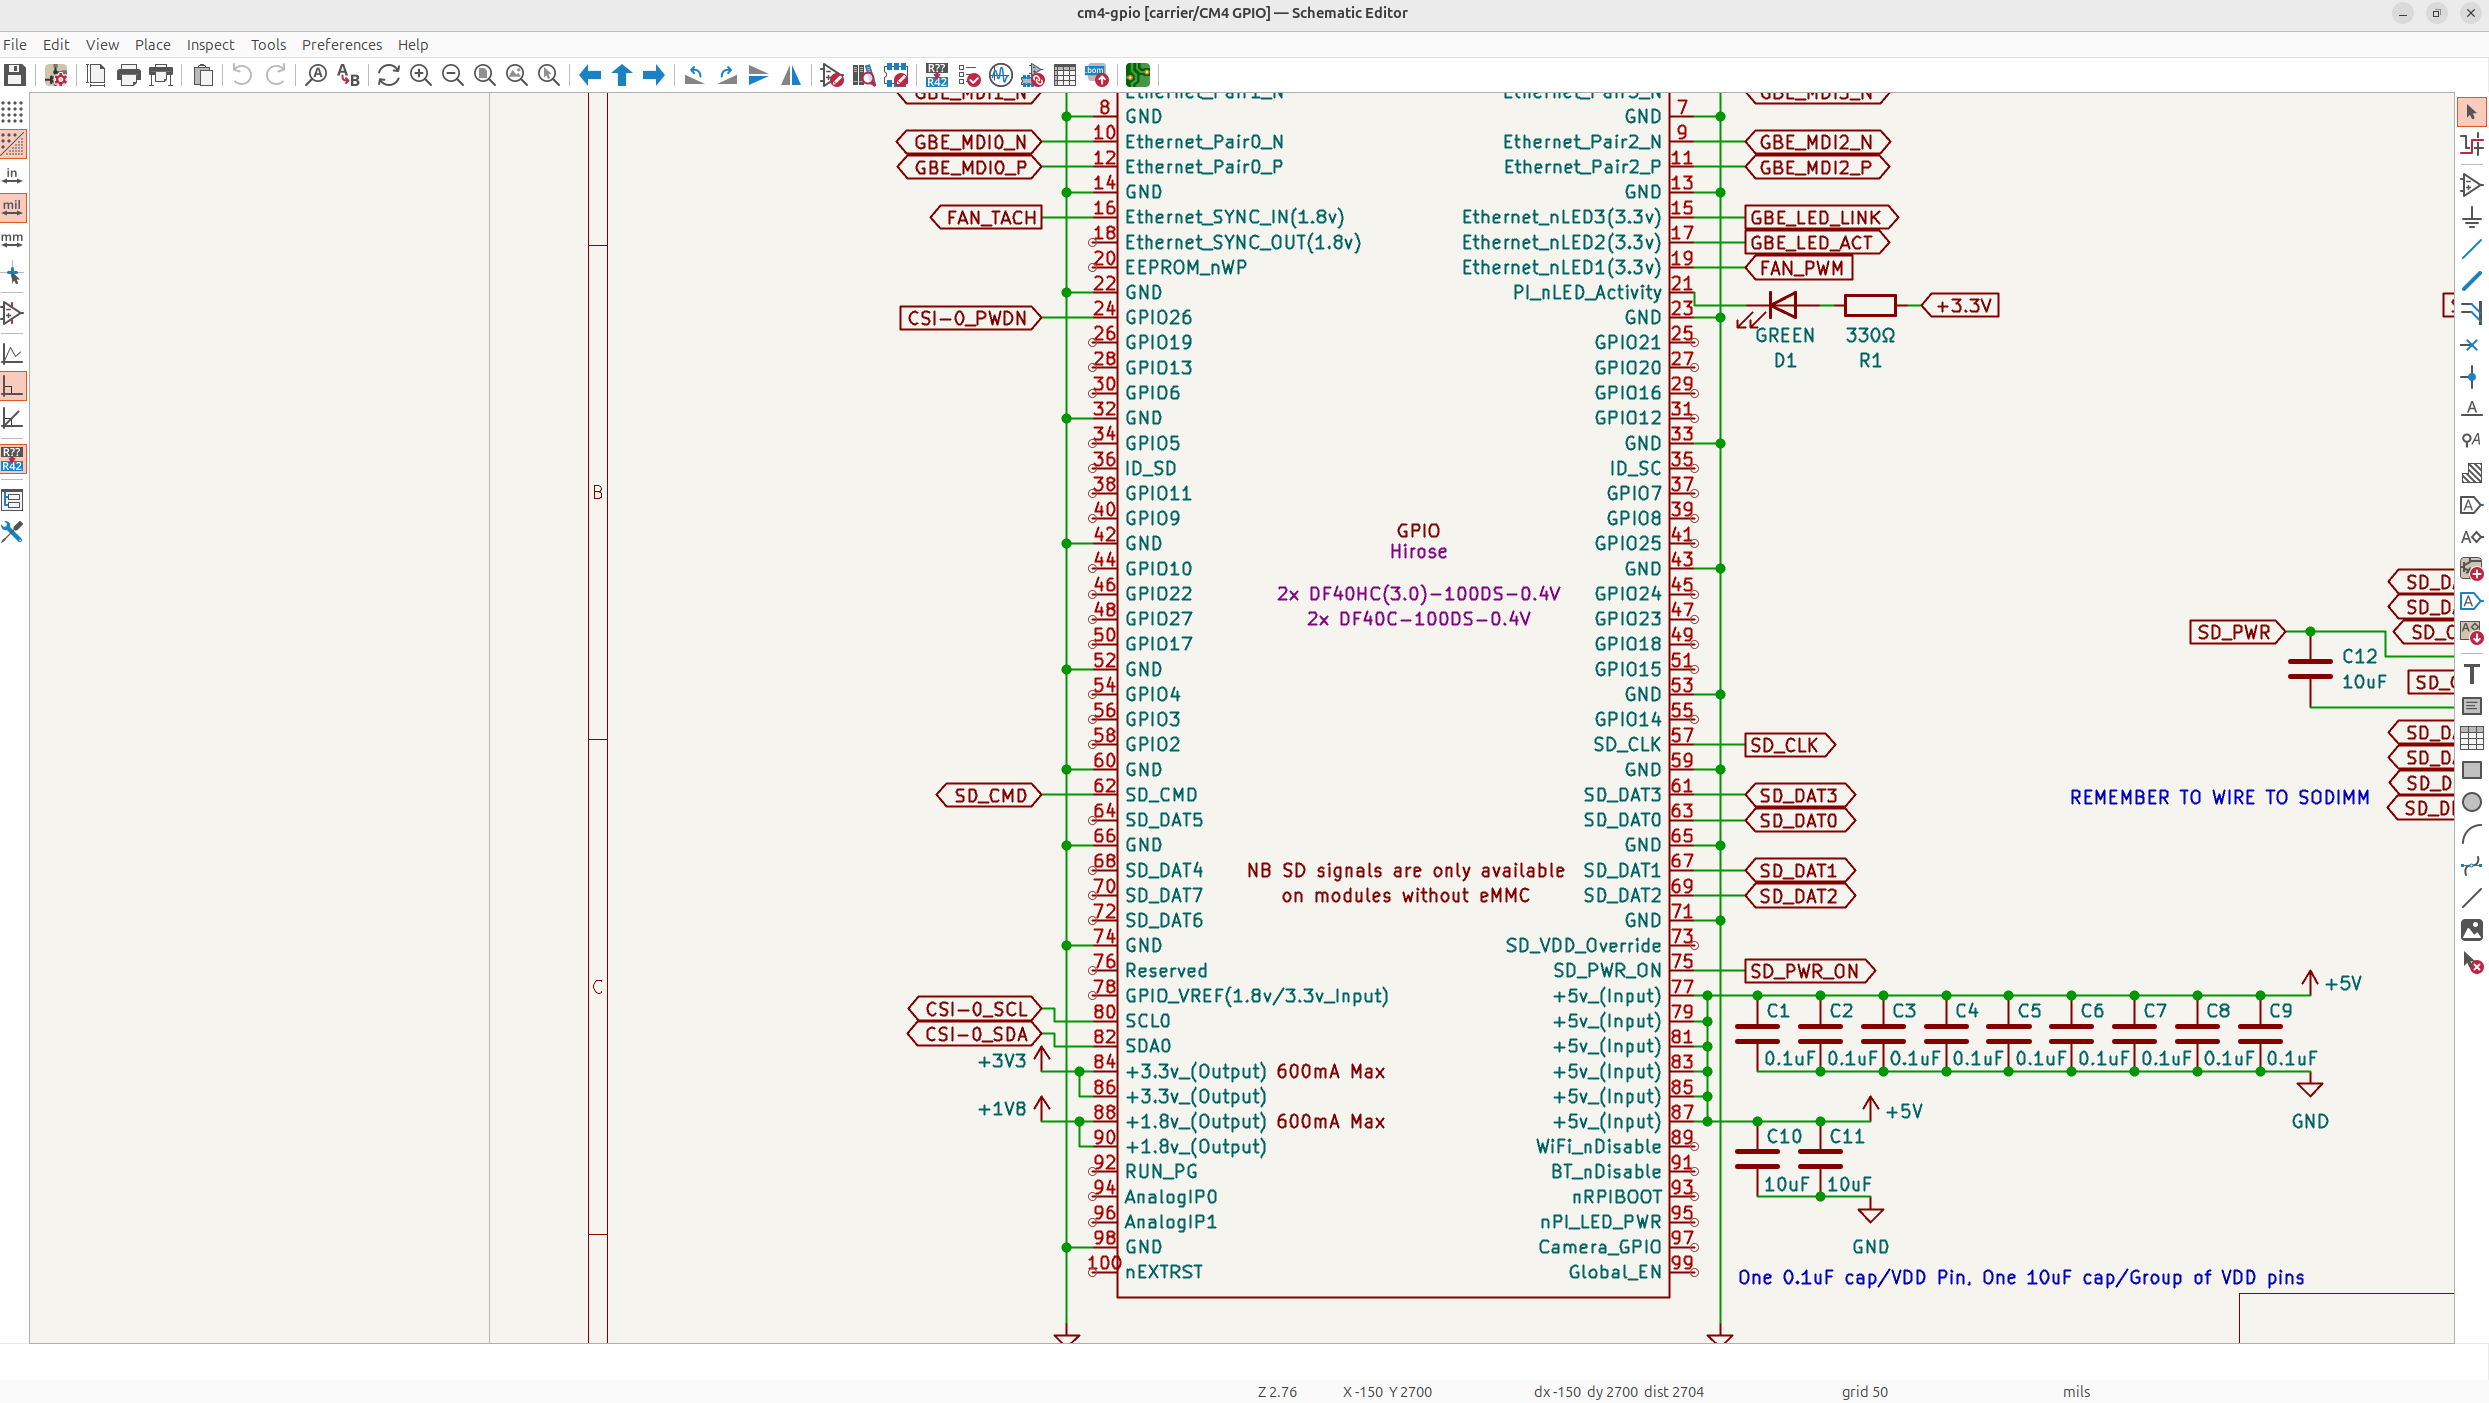 cm4-gpio [carrier/CM4 GPIO] — Schematic Editor
File Edit View Place Inspect Tools Preferences Help
in
mil
mm
R??
R42
B
C
GBE_MDI1_N
GBE_MDI0_N
GBE_MDI0_P
FAN_TACH
CSI-0_PWDN
SD_CMD
CSI-0_SCL
CSI-0_SDA
+3V3
+1V8
Ethernet_Pair1_N
8 GND
10 Ethernet_Pair0_N
12 Ethernet_Pair0_P
14 GND
16 Ethernet_SYNC_IN(1.8v)
18 Ethernet_SYNC_OUT(1.8v)
20 EEPROM_nWP
22 GND
24 GPIO26
26 GPIO19
28 GPIO13
30 GPIO6
32 GND
34 GPIO5
36 ID_SD
38 GPIO11
40 GPIO9
42 GND
44 GPIO10
46 GPIO22
48 GPIO27
50 GPIO17
52 GND
54 GPIO4
56 GPIO3
58 GPIO2
60 GND
62 SD_CMD
64 SD_DAT5
66 GND
68 SD_DAT4
70 SD_DAT7
72 SD_DAT6
74 GND
76 Reserved
78 GPIO_VREF(1.8v/3.3v_Input)
80 SCL0
82 SDA0
84 +3.3v_(Output) 600mA Max
86 +3.3v_(Output)
88 +1.8v_(Output) 600mA Max
90 +1.8v_(Output)
92 RUN_PG
94 AnalogIP0
96 AnalogIP1
98 GND
100 nEXTRST
GPIO
Hirose
2x DF40HC(3.0)-100DS-0.4V
2x DF40C-100DS-0.4V
NB SD signals are only available
on modules without eMMC
Ethernet_Pair3_N
GND 7
Ethernet_Pair2_N 9
Ethernet_Pair2_P 11
GND 13
Ethernet_nLED3(3.3v) 15
Ethernet_nLED2(3.3v) 17
Ethernet_nLED1(3.3v) 19
PI_nLED_Activity 21
GND 23
GPIO21 25
GPIO20 27
GPIO16 29
GPIO12 31
GND 33
ID_SC 35
GPIO7 37
GPIO8 39
GPIO25 41
GND 43
GPIO24 45
GPIO23 47
GPIO18 49
GPIO15 51
GND 53
GPIO14 55
SD_CLK 57
GND 59
SD_DAT3 61
SD_DAT0 63
GND 65
SD_DAT1 67
SD_DAT2 69
GND 71
SD_VDD_Override 73
SD_PWR_ON 75
+5v_(Input) 77
+5v_(Input) 79
+5v_(Input) 81
+5v_(Input) 83
+5v_(Input) 85
+5v_(Input) 87
WiFi_nDisable 89
BT_nDisable 91
nRPIBOOT 93
nPI_LED_PWR 95
Camera_GPIO 97
Global_EN 99
GBE_MDI3_N
GBE_MDI2_N
GBE_MDI2_P
GBE_LED_LINK
GBE_LED_ACT
FAN_PWM
+3.3V
GREEN 330Ω
D1 R1
SD_CLK
SD_DAT3
SD_DAT0
SD_DAT1
SD_DAT2
SD_PWR_ON
SD_PWR
C12
10uF
REMEMBER TO WIRE TO SODIMM
+5V
C1 C2 C3 C4 C5 C6 C7 C8 C9
0.1uF 0.1uF 0.1uF 0.1uF 0.1uF 0.1uF 0.1uF 0.1uF 0.1uF
GND
+5V
C10 C11
10uF 10uF
GND
One 0.1uF cap/VDD Pin, One 10uF cap/Group of VDD pins
Z 2.76 X -150 Y 2700 dx -150 dy 2700 dist 2704 grid 50 mils